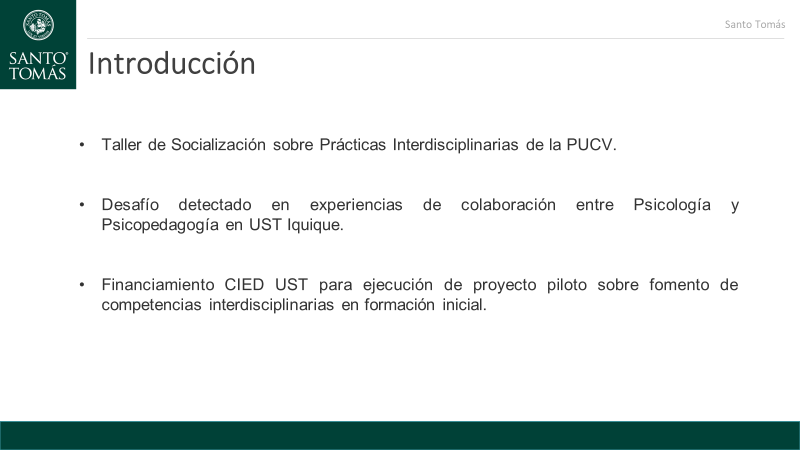 Santo Tomás
SANTO
TOMÁS
Introducción
• Taller de Socialización sobre Prácticas Interdisciplinarias de la PUCV.
• Desafío detectado en experiencias de colaboración entre Psicología y
Psicopedagogía en UST Iquique.
• Financiamiento CIED UST para ejecución de proyecto piloto sobre fomento de
competencias interdisciplinarias en formación inicial.